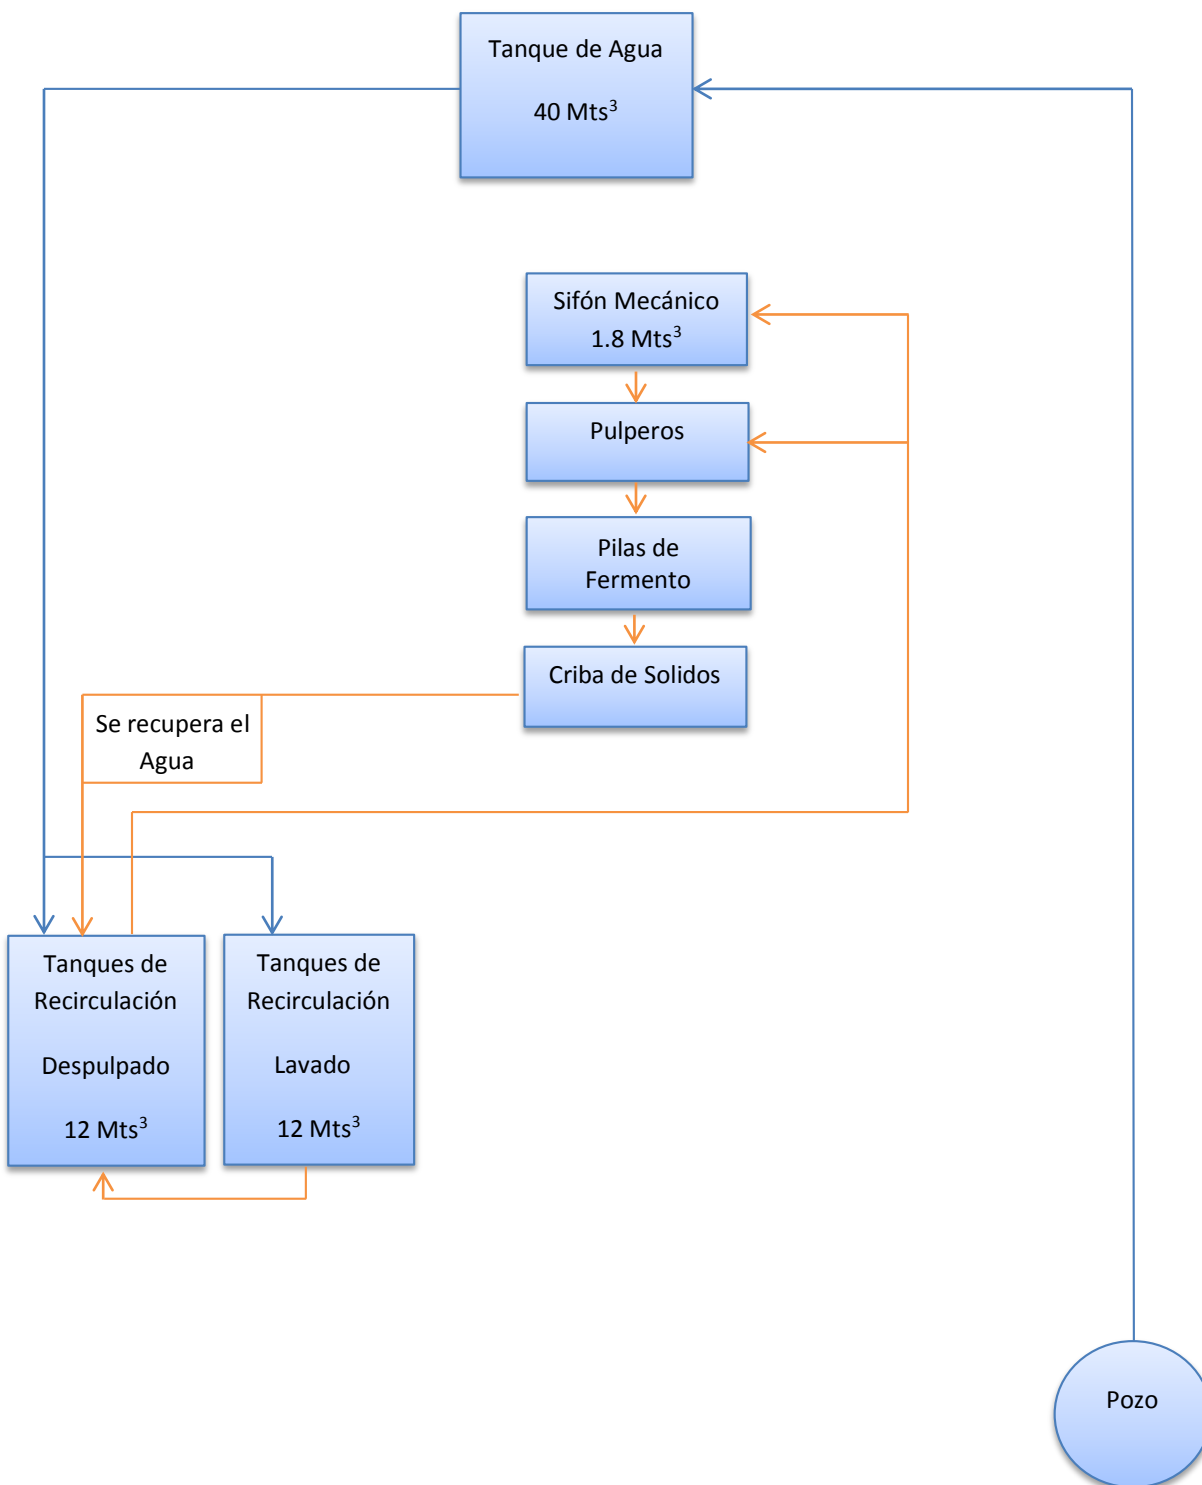 Tanque de Agua
40 Mts³
Sifón Mecánico
1.8 Mts³
Pulperos
Pilas de
Fermento
Criba de Solidos
Se recupera el
Agua
Tanques de
Recirculación
Despulpado
12 Mts³
Tanques de
Recirculación
Lavado
12 Mts³
Pozo